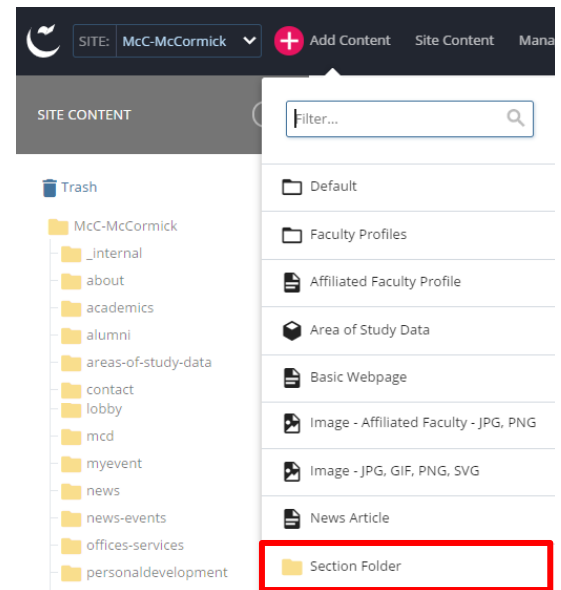 SITE: McC-McCormick Add Content Site Content Mana
SITE CONTENT
Filter...
Trash
McC-McCormick
_internal
about
academics
alumni
areas-of-study-data
contact
lobby
mcd
myevent
news
news-events
offices-services
personaldevelopment
Default
Faculty Profiles
Affiliated Faculty Profile
Area of Study Data
Basic Webpage
Image - Affiliated Faculty - JPG, PNG
Image - JPG, GIF, PNG, SVG
News Article
Section Folder